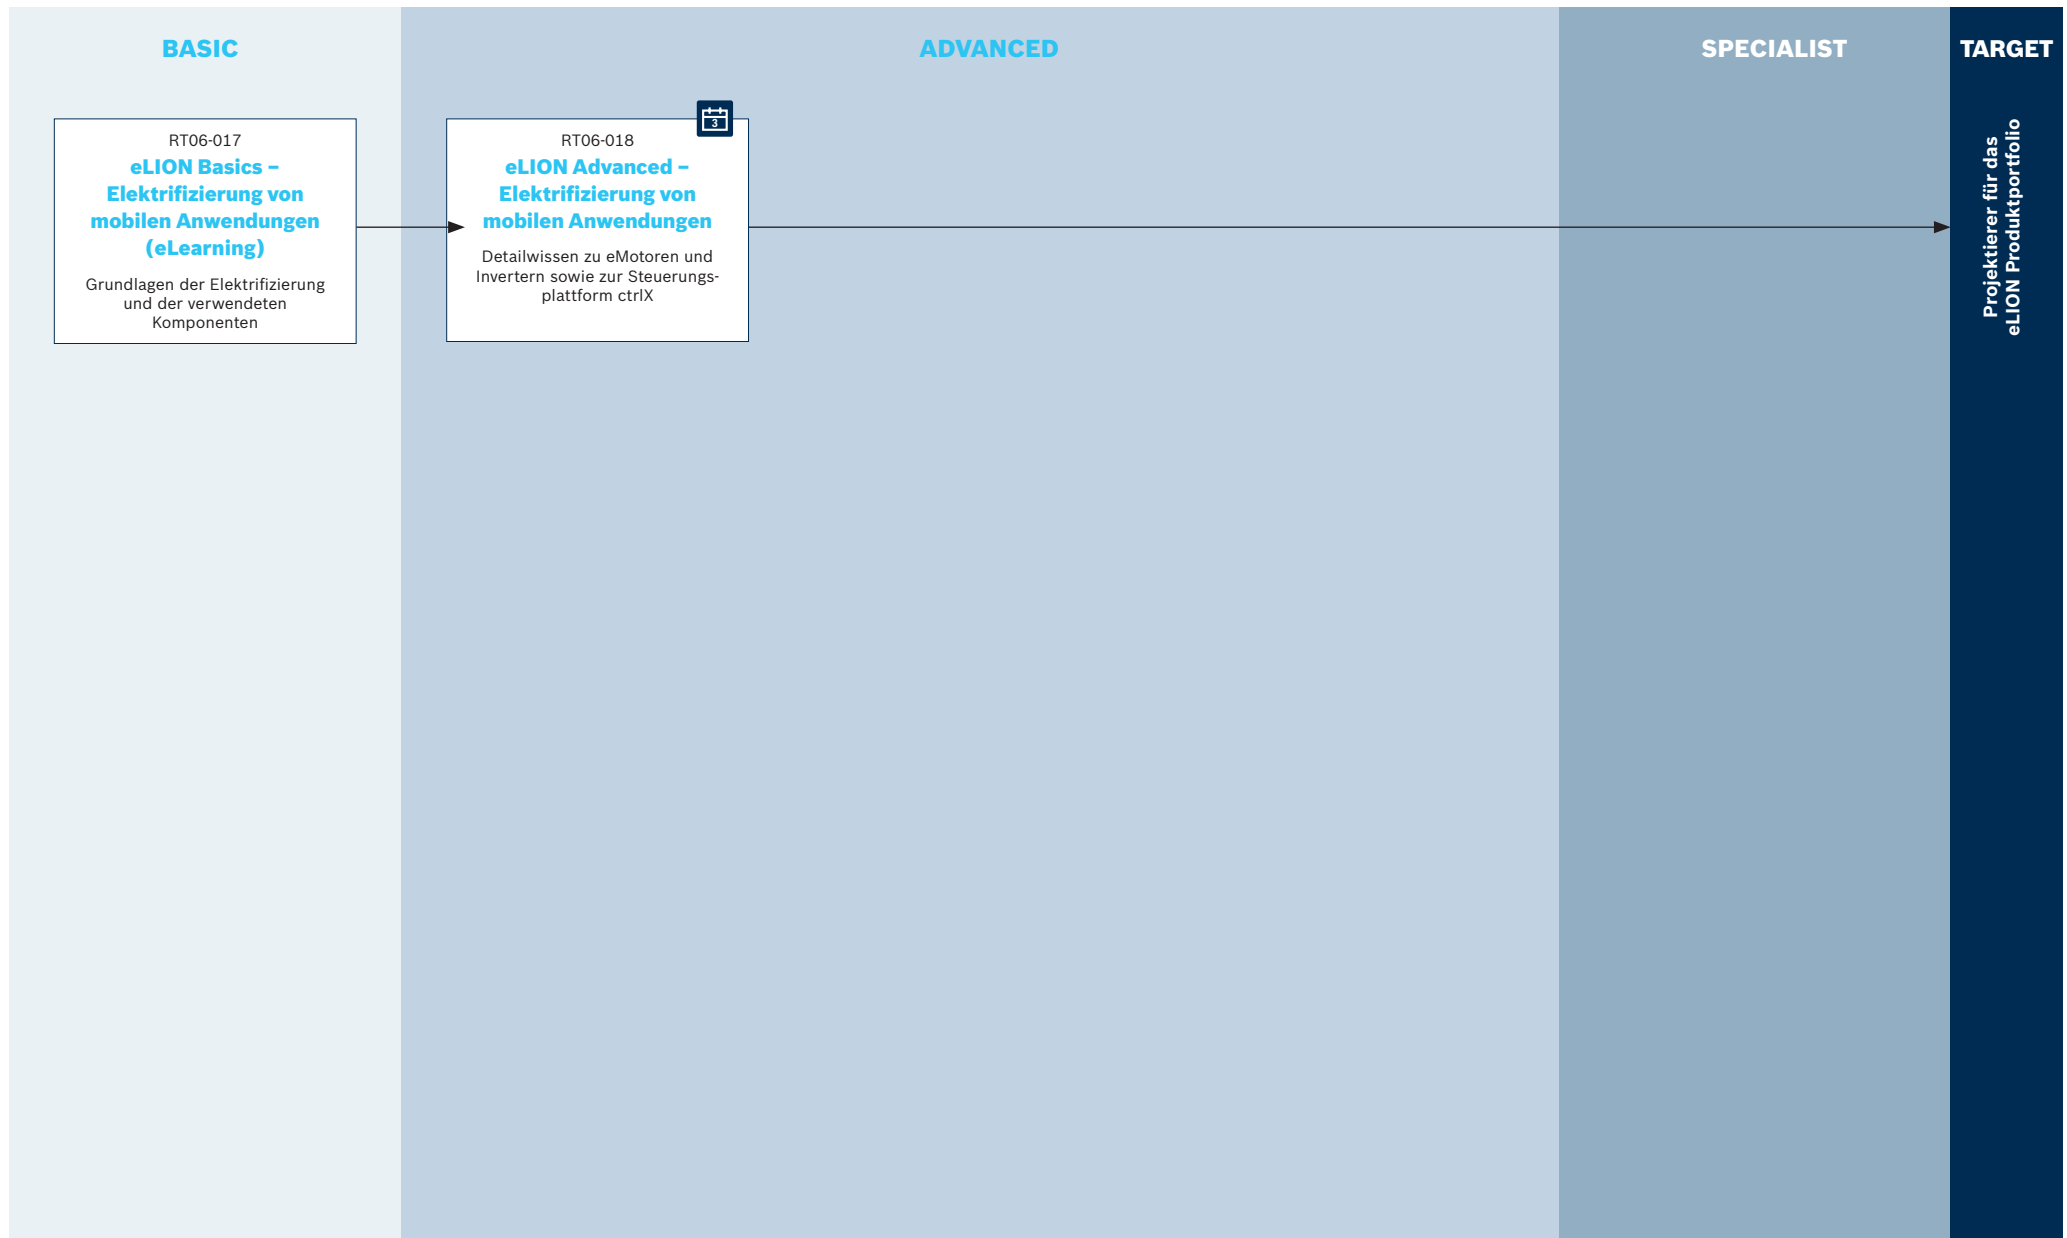 BASIC
ADVANCED
SPECIALIST
TARGET
RT06-017
eLION Basics –
Elektrifizierung von
mobilen Anwendungen
(eLearning)
Grundlagen der Elektrifizierung
und der verwendeten
Komponenten
3
RT06-018
eLION Advanced –
Elektrifizierung von
mobilen Anwendungen
Detailwissen zu eMotoren und
Invertern sowie zur Steuerungs-
plattform ctrlX
Projektierer für das
eLION Produktportfolio